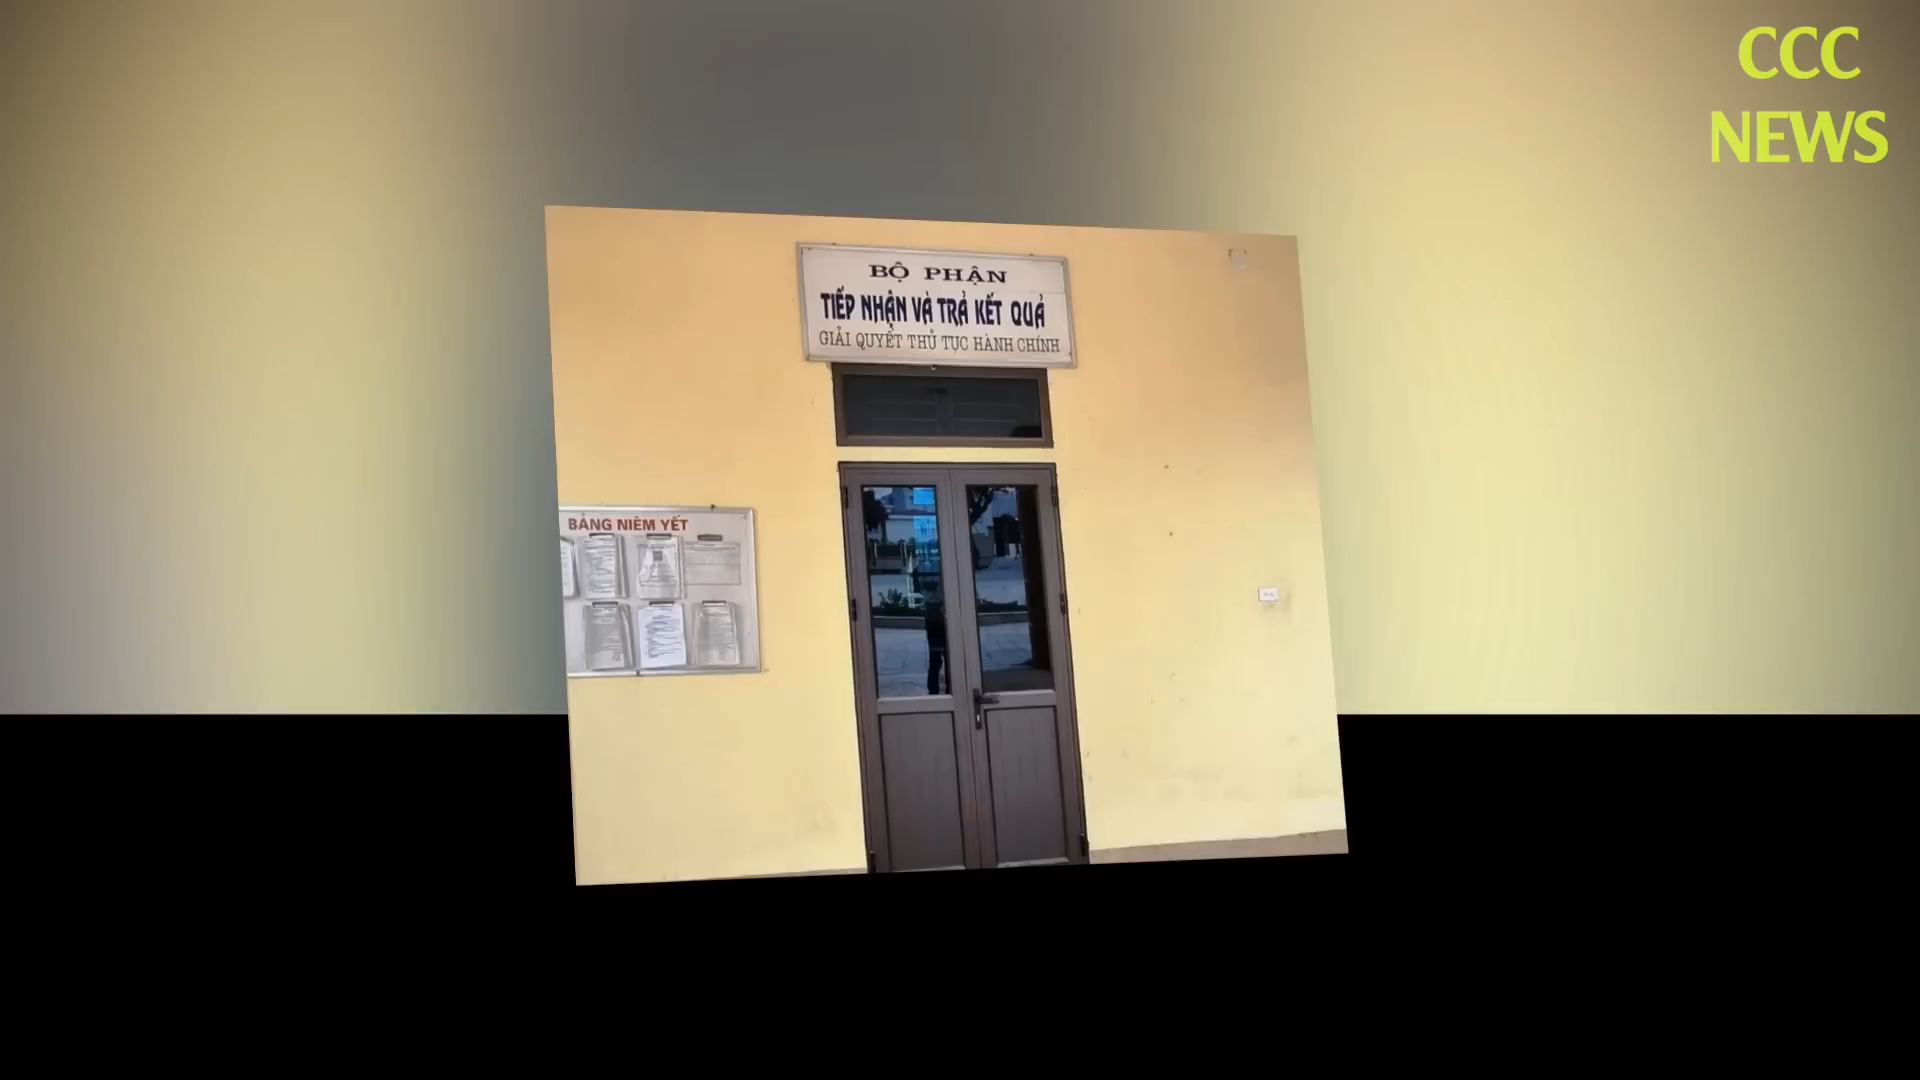 CCC
NEWS
BỘ PHẬN
TIẾP NHẬN VÀ TRẢ KẾT QUẢ
GIẢI QUYẾT THỦ TỤC HÀNH CHÍNH
BẢNG NIÊM YẾT